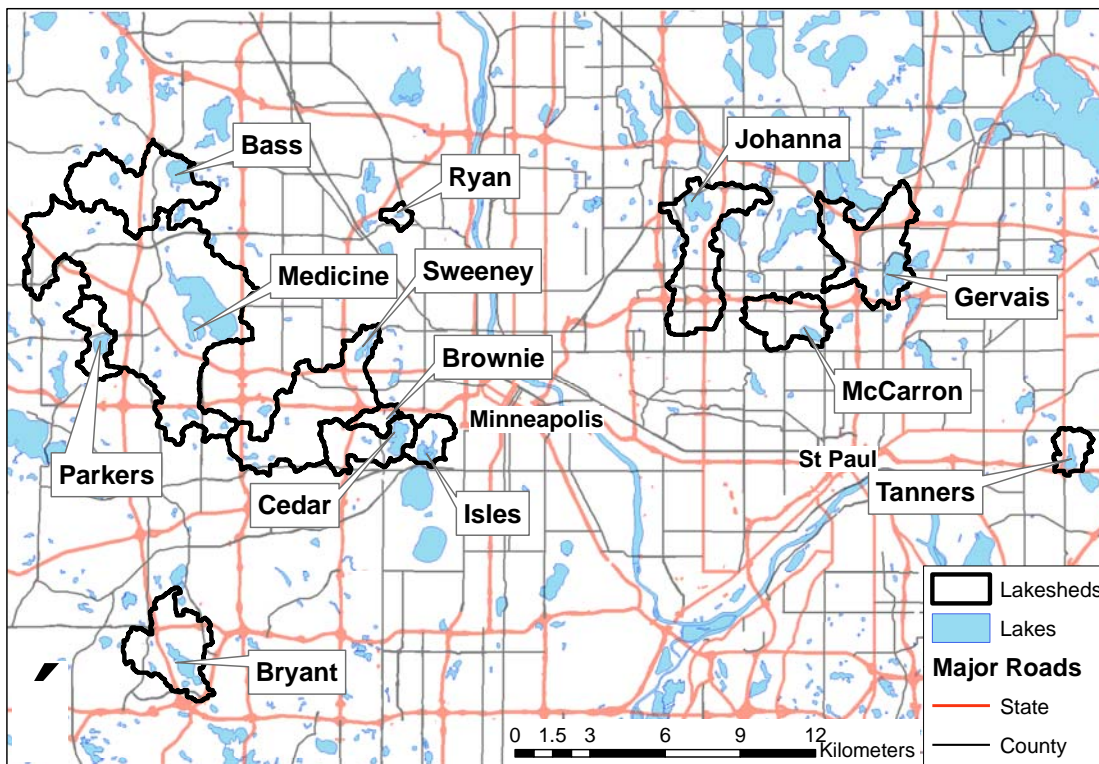 Bass
Johanna
Ryan
Sweeney
Medicine
Gervais
Brownie
McCarron
Minneapolis
Parkers
St Paul
Tanners
Cedar
Isles
Bryant
Lakesheds
Lakes
Major Roads
State
County
0 1.5 3 6 9 12
Kilometers